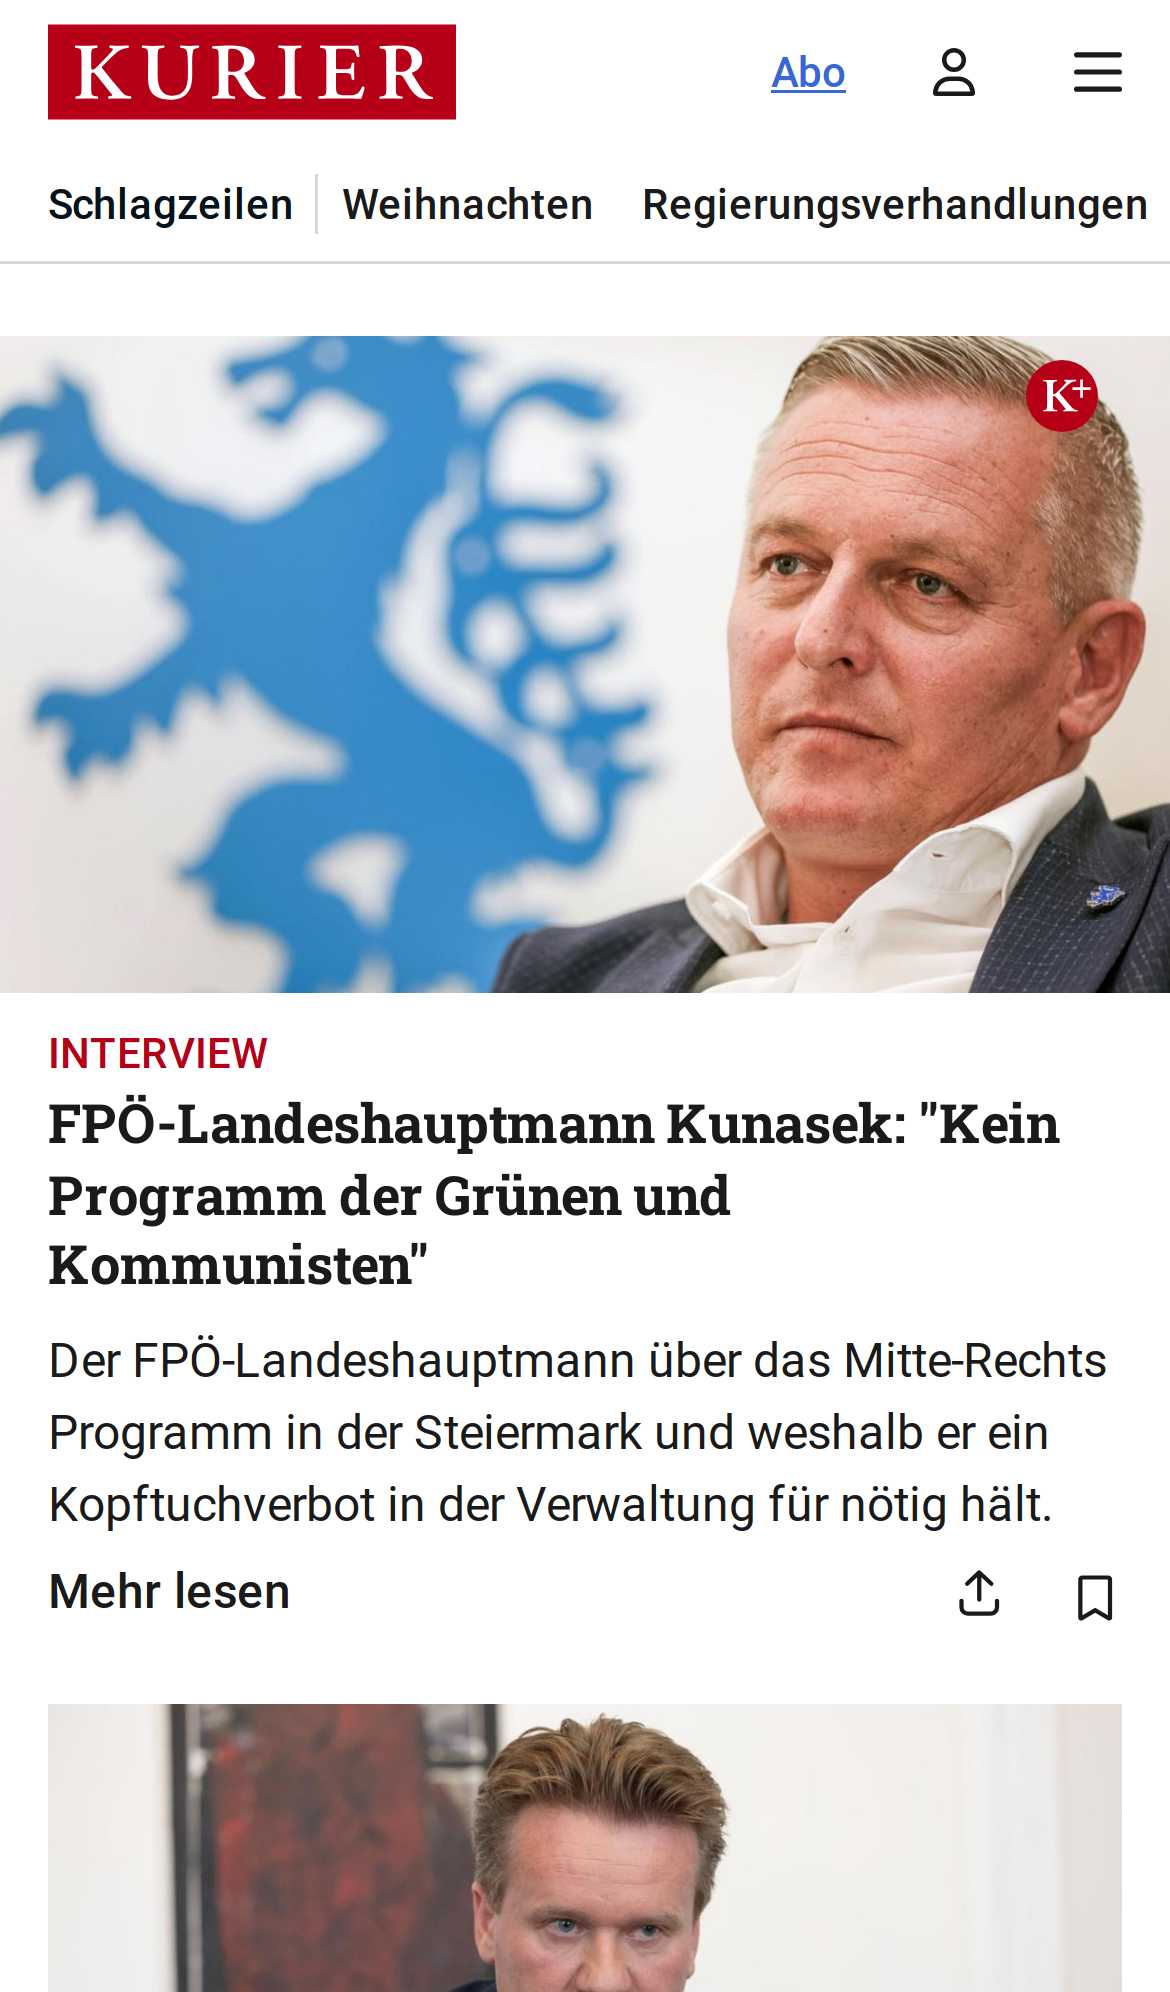 KURIER
Abo
Schlagzeilen
Weihnachten
Regierungsverhandlungen
K+
INTERVIEW
FPÖ-Landeshauptmann Kunasek: "Kein
Programm der Grünen und
Kommunisten"
Der FPÖ-Landeshauptmann über das Mitte-Rechts
Programm in der Steiermark und weshalb er ein
Kopftuchverbot in der Verwaltung für nötig hält.
Mehr lesen